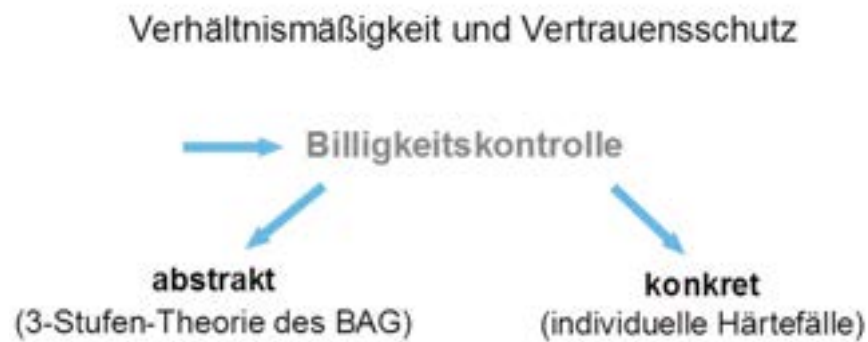 Verhältnismäßigkeit und Vertrauensschutz
Billigkeitskontrolle
abstrakt
(3-Stufen-Theorie des BAG)
konkret
(individuelle Härtefälle)